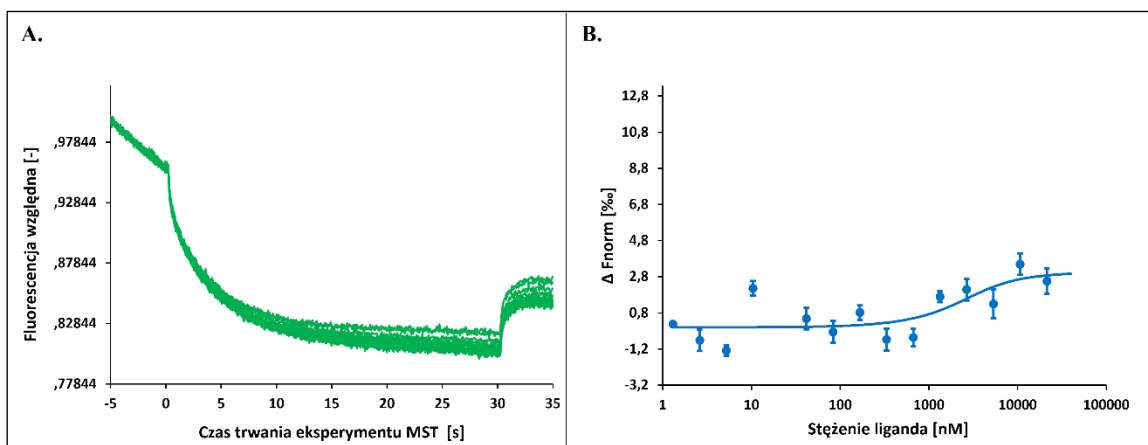 A.
Fluorescencja względna [-]
,97844
,92844
,87844
,82844
,77844
-5 0 5 10 15 20 25 30 35
Czas trwania eksperymentu MST [s]
B.
Δ Fnorm [‰]
12,8
10,8
8,8
6,8
4,8
2,8
0,8
-1,2
-3,2
1 10 100 1000 10000 100000
Stężenie liganda [nM]